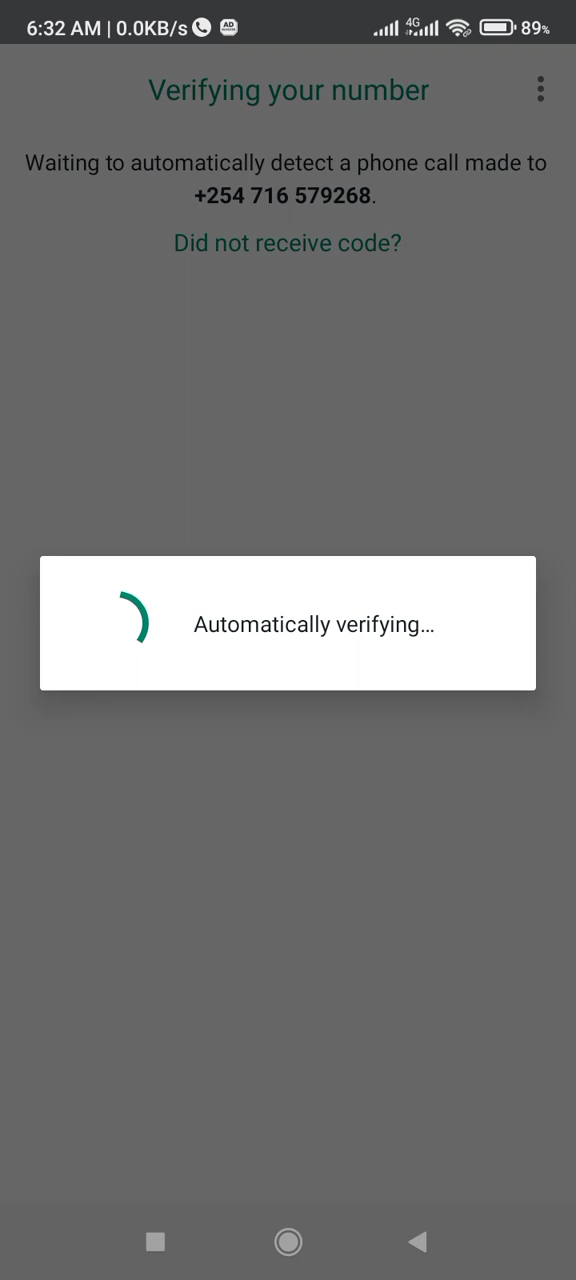 6:32 AM | 0.0KB/s AD 4G 89%
Verifying your number
Waiting to automatically detect a phone call made to
+254 716 579268.
Did not receive code?
Automatically verifying...